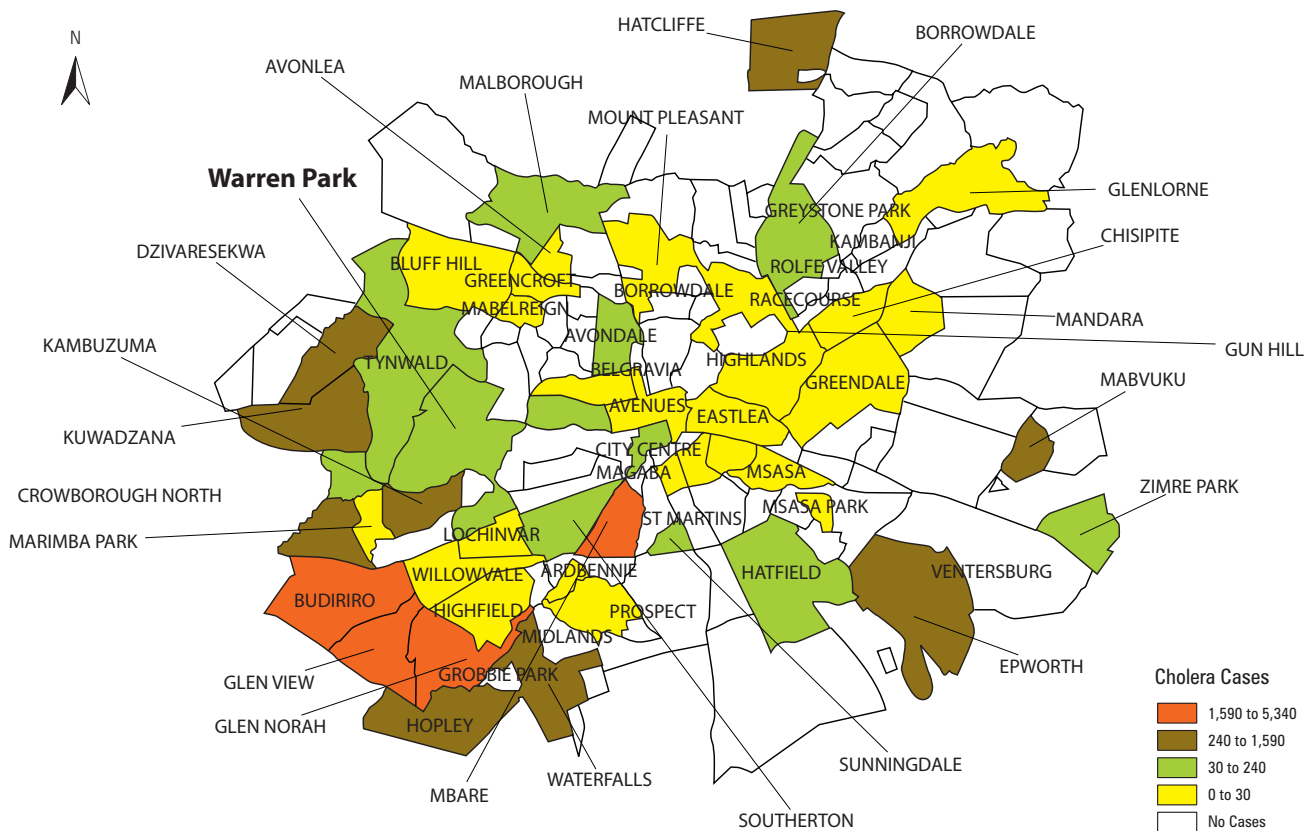 HATCLIFFE
BORROWDALE
N
AVONLEA
MALBOROUGH
MOUNT PLEASANT
Warren Park
GLENLORNE
GREYSTONE PARK
CHISIPITE
KAMBANJI
DZIVARESEKWA
BLUFF HILL
ROLFE VALLEY
GREENCROFT
BORROWDALE
RACECOURSE
MABELREIGN
MANDARA
KAMBUZUMA
AVONDALE
GUN HILL
TYNWALD
HIGHLANDS
BELGRAVIA
GREENDALE
MABVUKU
AVENUES
EASTLEA
KUWADZANA
CITY CENTRE
MAGABA
MSASA
CROWBOROUGH NORTH
ZIMRE PARK
MSASA PARK
ST MARTINS
LOCHINVAR
MARIMBA PARK
ARDBENNIE
HATFIELD
VENTERSBURG
WILLOWVALE
BUDIRIRO
HIGHFIELD
PROSPECT
MIDLANDS
EPWORTH
GROBBIE PARK
GLEN VIEW
GLEN NORAH
HOPLEY
SUNNINGDALE
WATERFALLS
MBARE
SOUTHERTON
Cholera Cases
1,590 to 5,340
240 to 1,590
30 to 240
0 to 30
No Cases